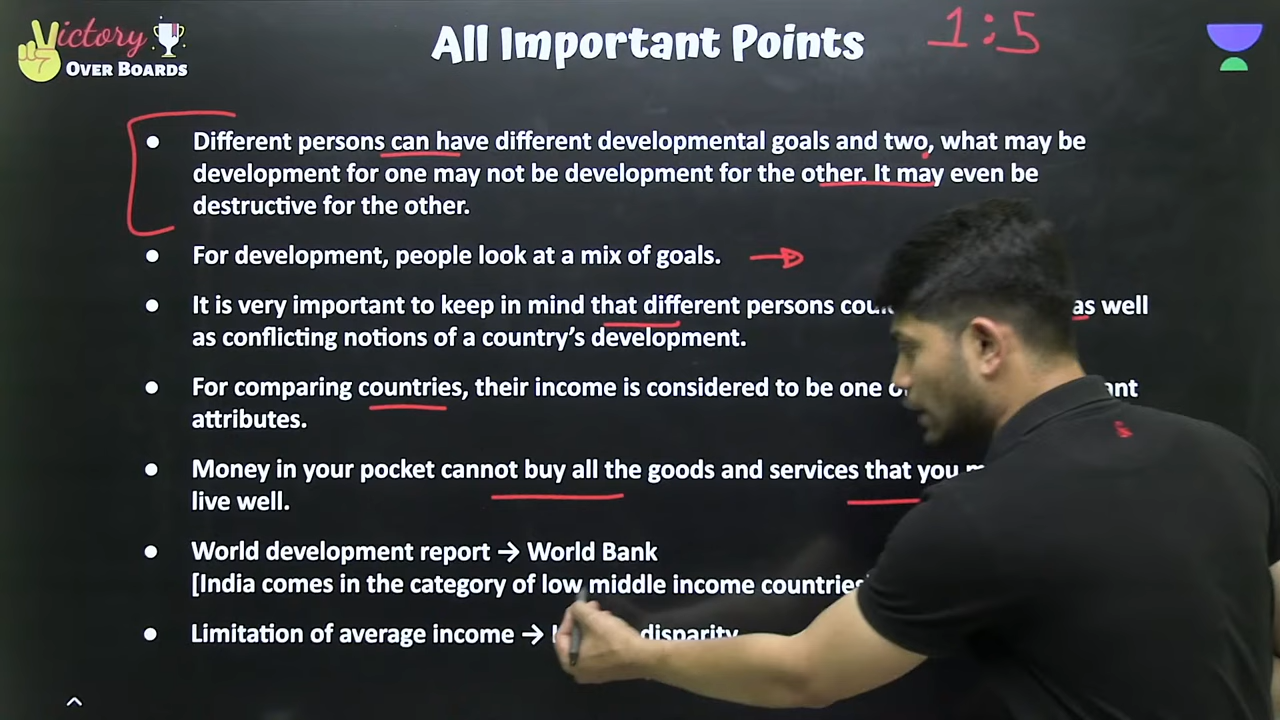 Victory
OVER BOARDS
All Important Points
1:5
• Different persons can have different developmental goals and two, what may be
development for one may not be development for the other. It may even be
destructive for the other.
• For development, people look at a mix of goals.
• It is very important to keep in mind that different persons could as well
as conflicting notions of a country's development.
• For comparing countries, their income is considered to be one
attributes.
• Money in your pocket cannot buy all the goods and services that you
live well.
• World development report → World Bank
[India comes in the category of low middle income countries
• Limitation of average income → disparity